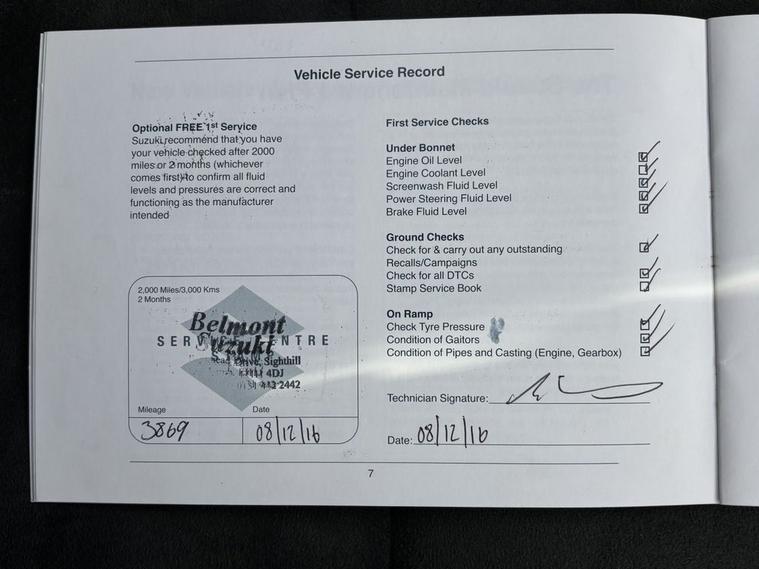 Vehicle Service Record
Optional FREE 1st Service
Suzuki recommend that you have
your vehicle checked after 2000
miles or 2 months (whichever
comes first) to confirm all fluid
levels and pressures are correct and
functioning as the manufacturer
intended
2,000 Miles/3,000 Kms
2 Months
Belmont
SERVICE CENTRE
Suzuki
Drive, Sighthill
4DJ
442 2442
Mileage
Date
3869
08/12/16
First Service Checks
Under Bonnet
Engine Oil Level
Engine Coolant Level
Screenwash Fluid Level
Power Steering Fluid Level
Brake Fluid Level
Ground Checks
Check for & carry out any outstanding
Recalls/Campaigns
Check for all DTCs
Stamp Service Book
On Ramp
Check Tyre Pressure
Condition of Gaitors
Condition of Pipes and Casting (Engine, Gearbox)
Technician Signature:
Date: 08/12/16
7